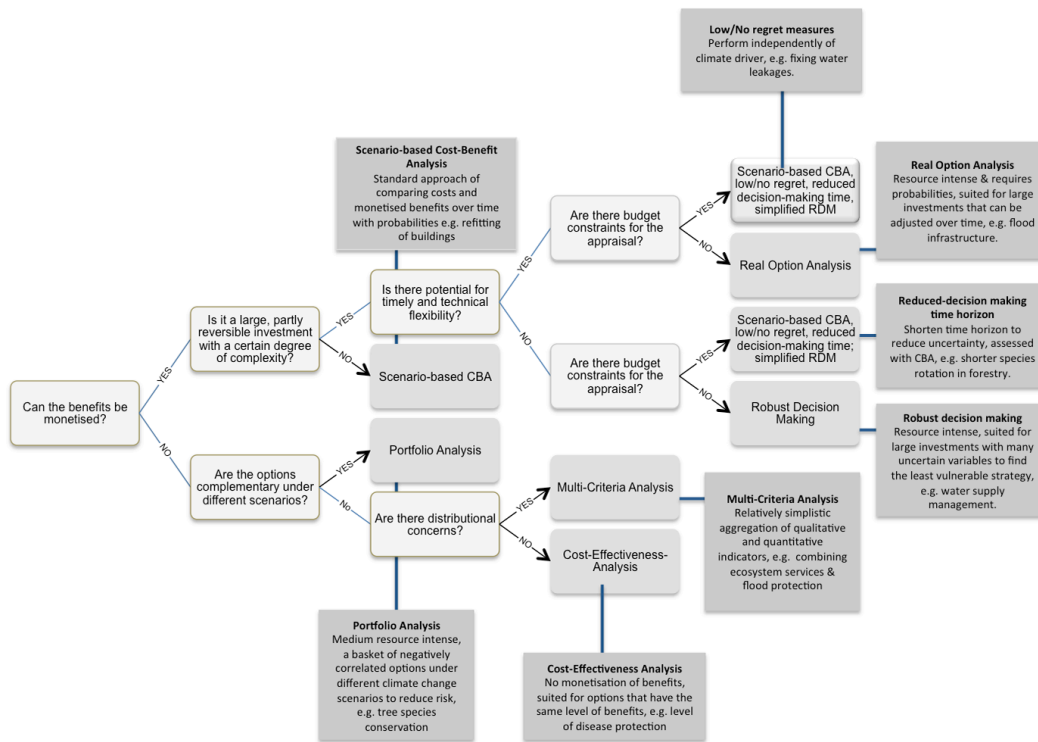 Low/No regret measures
Perform independently of
climate driver, e.g. fixing water
leakages.
Scenario-based Cost-Benefit
Analysis
Standard approach of
comparing costs and
monetised benefits over time
with probabilities e.g. refitting
of buildings
Real Option Analysis
Resource intense & requires
probabilities, suited for large
investments that can be
adjusted over time, e.g. flood
infrastructure.
Scenario-based CBA,
low/no regret, reduced
decision-making time,
simplified RDM
Are there budget
constraints for the
appraisal?
YES
NO
Real Option Analysis
Is there potential for
timely and technical
flexibility?
YES
NO
Is it a large, partly
reversible investment
with a certain degree
of complexity?
YES
NO
Scenario-based CBA
Reduced-decision making
time horizon
Shorten time horizon to
reduce uncertainty, assessed
with CBA, e.g. shorter species
rotation in forestry.
Scenario-based CBA,
low/no regret, reduced
decision-making time;
simplified RDM
Are there budget
constraints for the
appraisal?
YES
NO
Robust Decision
Making
Can the benefits be
monetised?
YES
NO
Robust decision making
Resource intense, suited for
large investments with many
uncertain variables to find
the least vulnerable strategy,
e.g. water supply
management.
Are the options
complementary under
different scenarios?
YES
No
Portfolio Analysis
Are there distributional
concerns?
YES
NO
Multi-Criteria Analysis
Cost-Effectiveness-
Analysis
Multi-Criteria Analysis
Relatively simplistic
aggregation of qualitative
and quantitative
indicators, e.g. combining
ecosystem services &
flood protection
Portfolio Analysis
Medium resource intense,
a basket of negatively
correlated options under
different climate change
scenarios to reduce risk,
e.g. tree species
conservation
Cost-Effectiveness Analysis
No monetisation of benefits,
suited for options that have the
same level of benefits, e.g. level
of disease protection